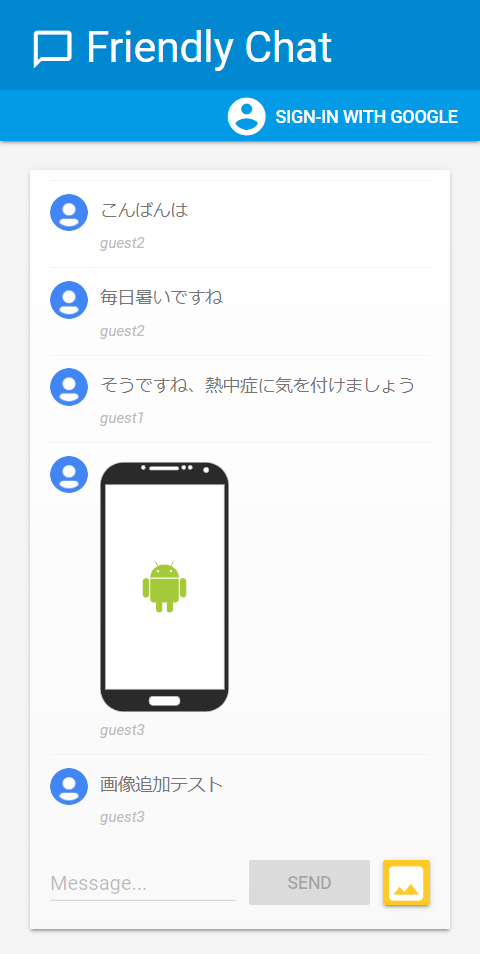 Friendly Chat
SIGN-IN WITH GOOGLE
こんばんは
guest2
毎日暑いですね
guest2
そうですね、熱中症に気を付けましょう
guest1
guest3
画像追加テスト
guest3
Message...
SEND